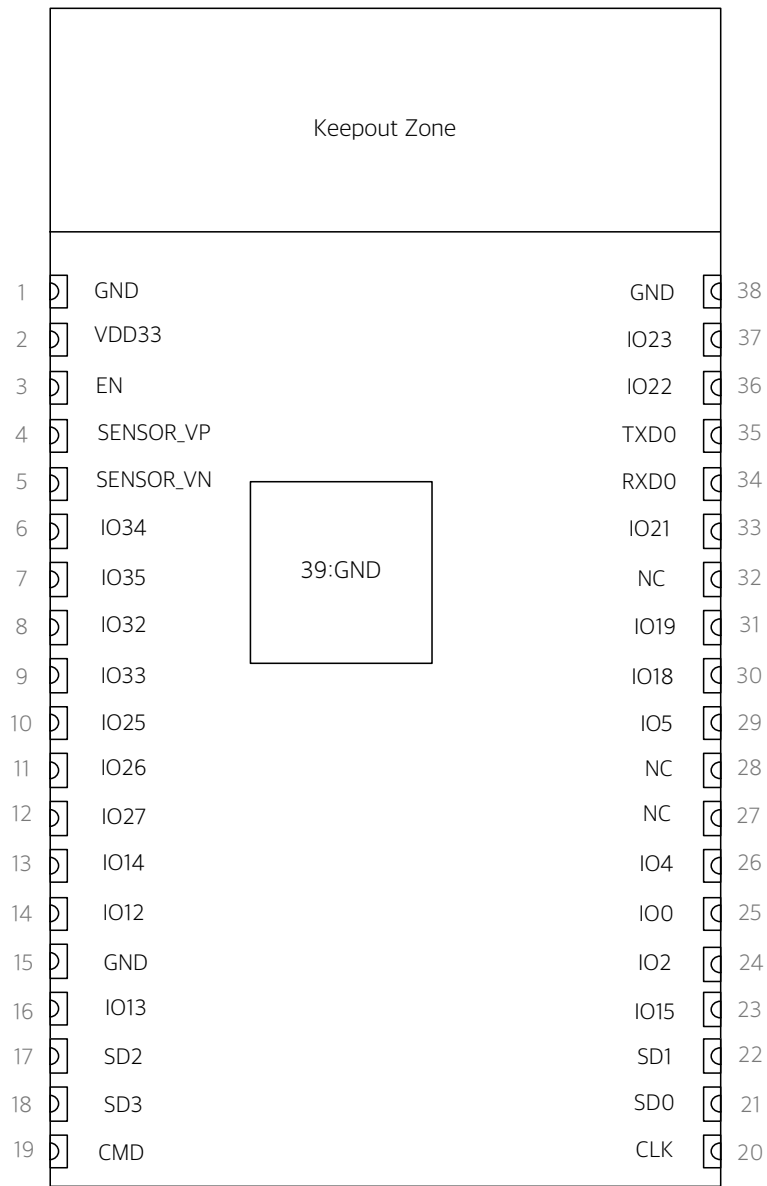 Keepout Zone
1 GND GND 38
2 VDD33 IO23 37
3 EN IO22 36
4 SENSOR_VP TXD0 35
5 SENSOR_VN RXD0 34
6 IO34 IO21 33
7 IO35 39:GND NC 32
8 IO32 IO19 31
9 IO33 IO18 30
10 IO25 IO5 29
11 IO26 NC 28
12 IO27 NC 27
13 IO14 IO4 26
14 IO12 IO0 25
15 GND IO2 24
16 IO13 IO15 23
17 SD2 SD1 22
18 SD3 SD0 21
19 CMD CLK 20